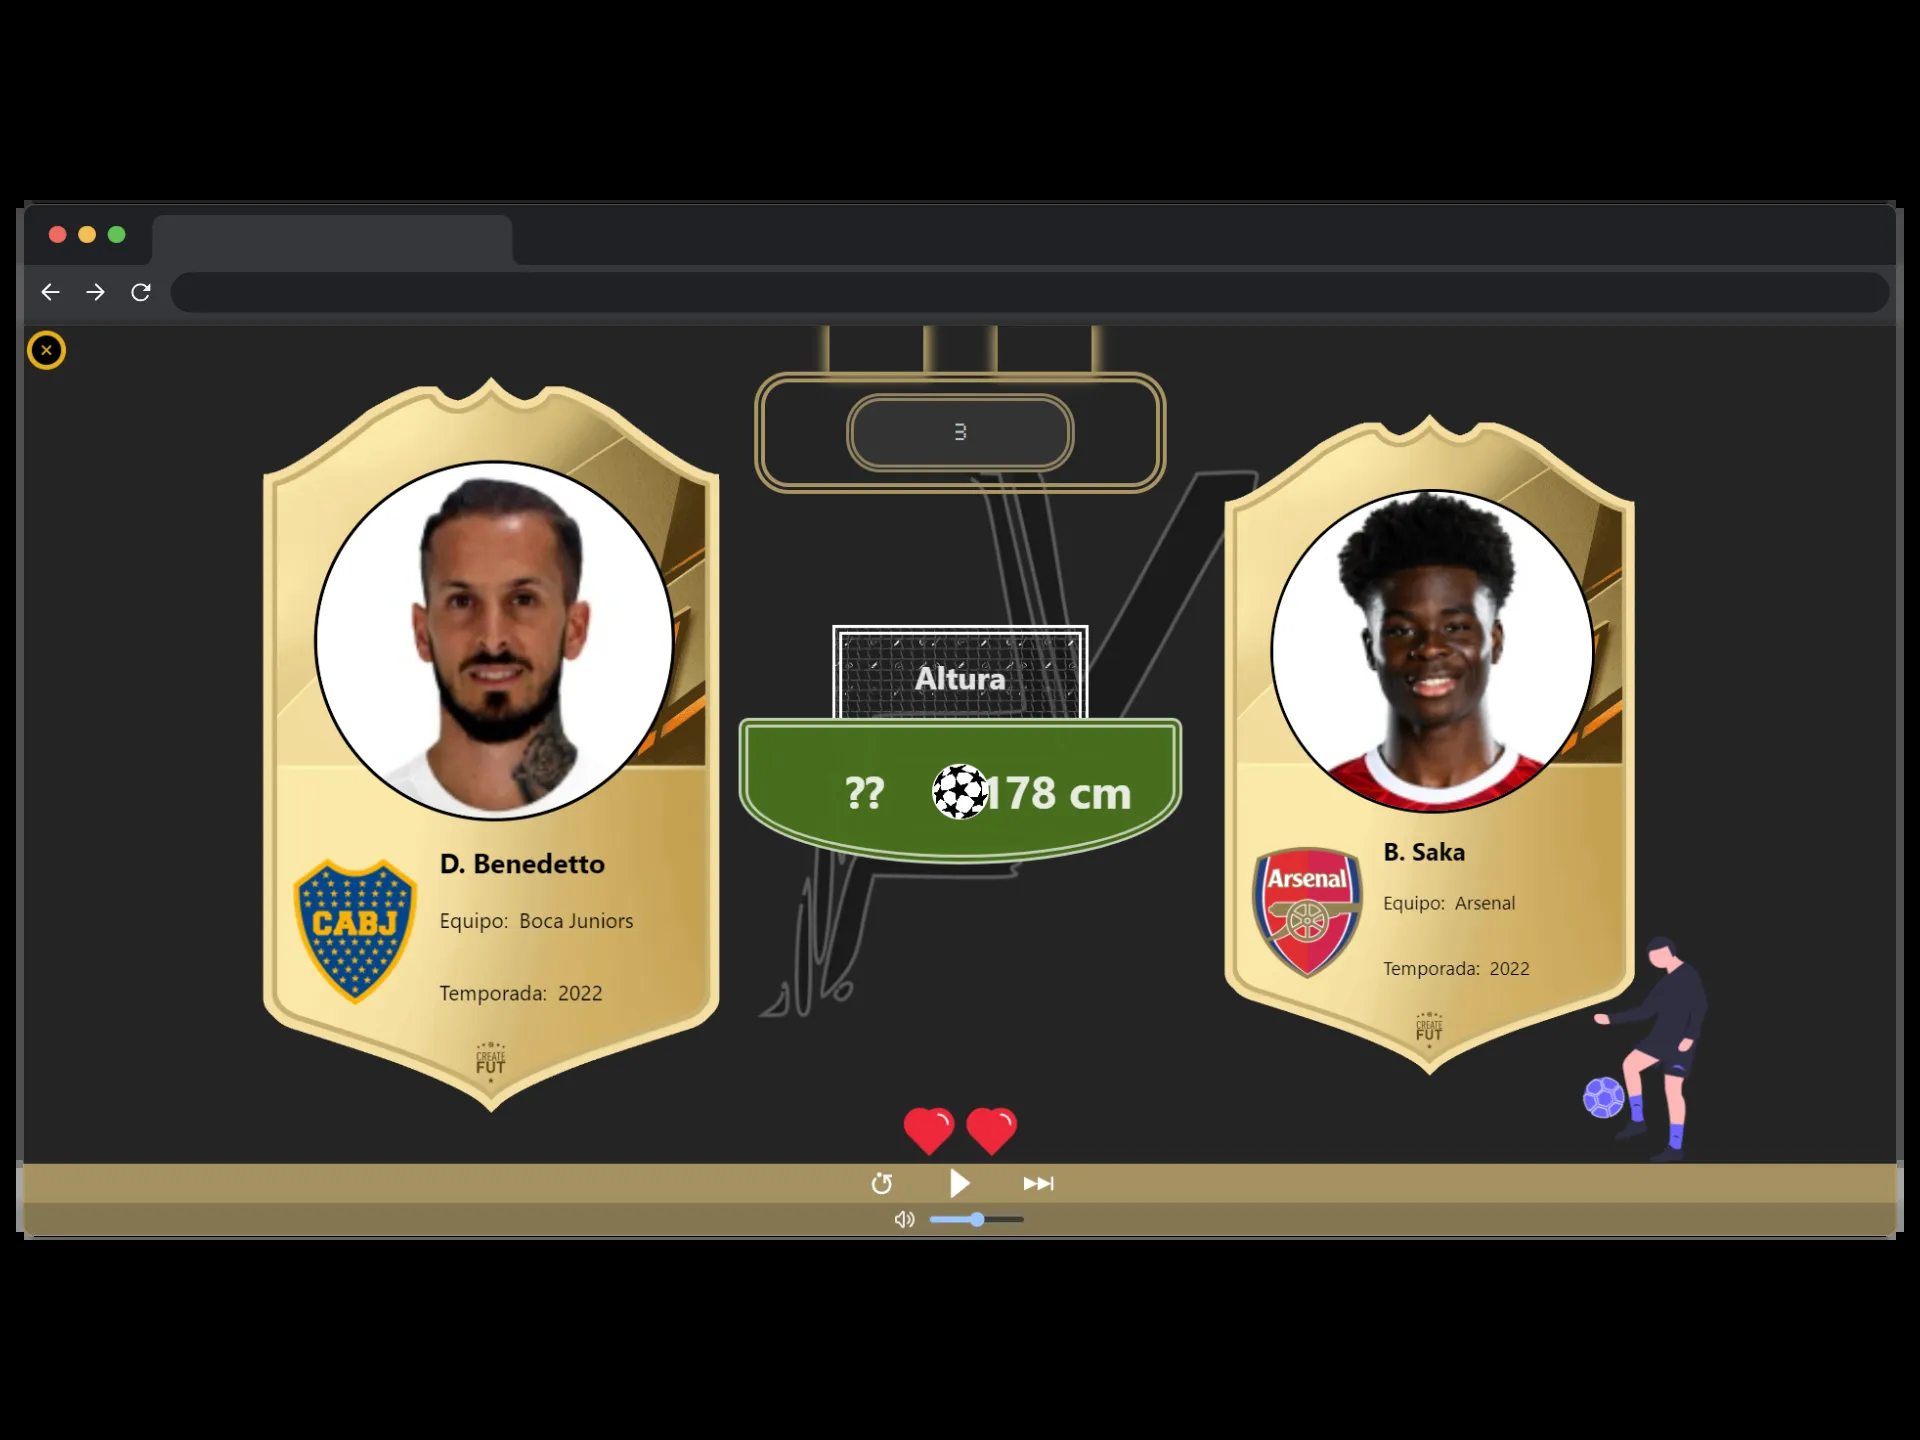 3
Altura
?? 178 cm
D. Benedetto
CABJ
Equipo: Boca Juniors
Temporada: 2022
CREATE
FUT
B. Saka
Arsenal
Equipo: Arsenal
Temporada: 2022
CREATE
FUT